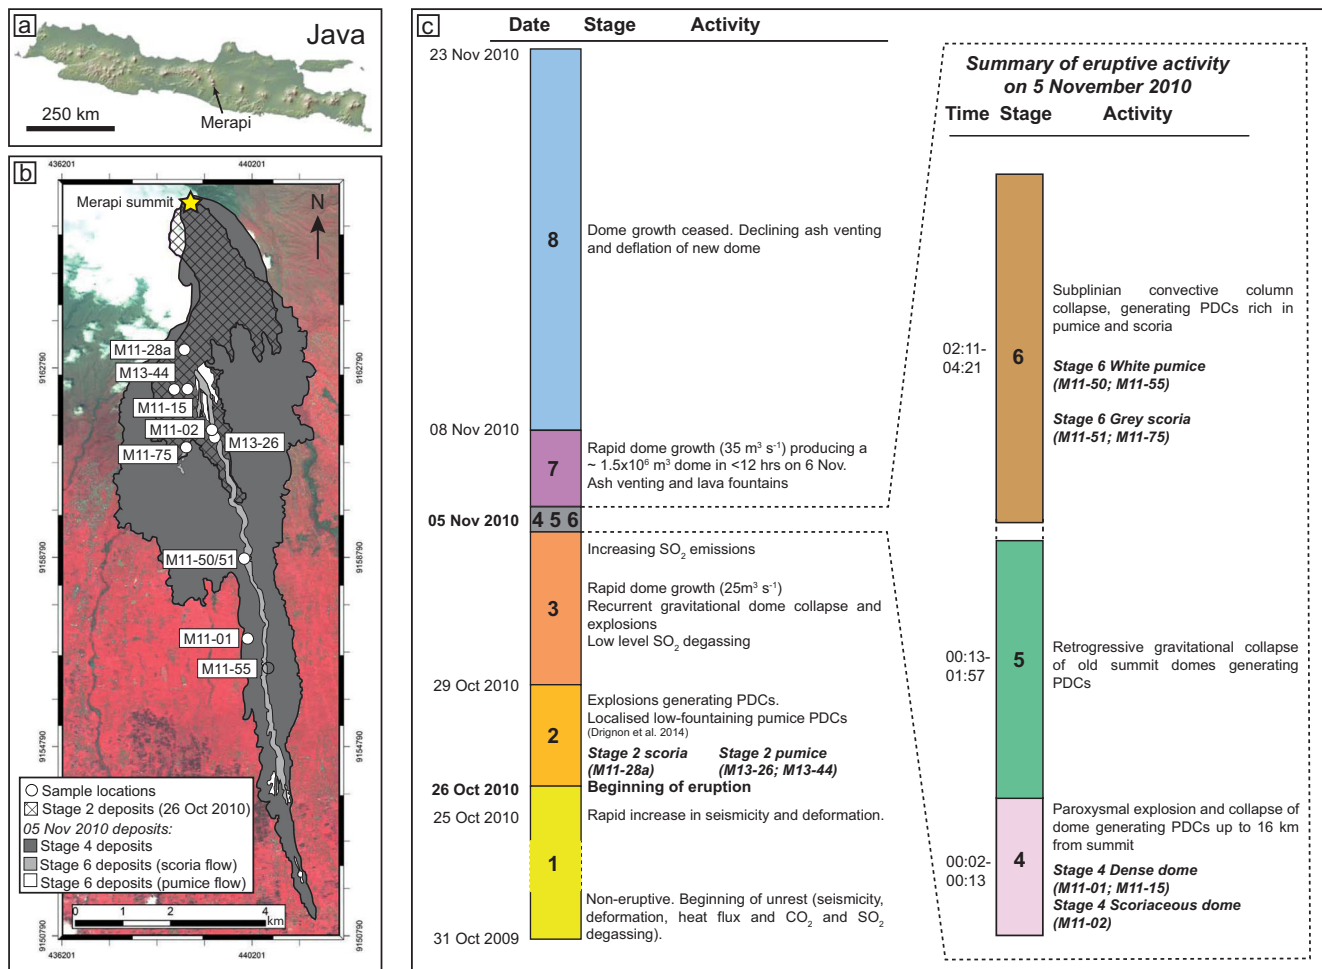 a
Java
250 km
Merapi
b
436201
440201
Merapi summit
N
M11-28a
M13-44
M11-15
M11-02
M13-26
M11-75
M11-50/51
M11-01
M11-55
9162790
9158790
9154790
9150790
9162790
9158790
9154790
9150790
Sample locations
Stage 2 deposits (26 Oct 2010)
05 Nov 2010 deposits:
Stage 4 deposits
Stage 6 deposits (scoria flow)
Stage 6 deposits (pumice flow)
0 1 2 4
km
436201
440201
c
Date Stage Activity
23 Nov 2010
8
Dome growth ceased. Declining ash venting
and deflation of new dome
08 Nov 2010
7
Rapid dome growth (35 m³ s⁻¹) producing a
~ 1.5x10⁶ m³ dome in <12 hrs on 6 Nov.
Ash venting and lava fountains
05 Nov 2010
4 5 6
Increasing SO₂ emissions
3
Rapid dome growth (25m³ s⁻¹)
Recurrent gravitational dome collapse and
explosions
Low level SO₂ degassing
29 Oct 2010
2
Explosions generating PDCs.
Localised low-fountaining pumice PDCs
(Drignon et al. 2014)
Stage 2 scoria Stage 2 pumice
(M11-28a) (M13-26; M13-44)
26 Oct 2010
Beginning of eruption
25 Oct 2010
Rapid increase in seismicity and deformation.
1
Non-eruptive. Beginning of unrest (seismicity,
deformation, heat flux and CO₂ and SO₂
degassing).
31 Oct 2009
Summary of eruptive activity
on 5 November 2010
Time Stage Activity
02:11-
04:21
6
Subplinian convective column
collapse, generating PDCs rich in
pumice and scoria
Stage 6 White pumice
(M11-50; M11-55)
Stage 6 Grey scoria
(M11-51; M11-75)
00:13-
01:57
5
Retrogressive gravitational collapse
of old summit domes generating
PDCs
00:02-
00:13
4
Paroxysmal explosion and collapse of
dome generating PDCs up to 16 km
from summit
Stage 4 Dense dome
(M11-01; M11-15)
Stage 4 Scoriaceous dome
(M11-02)